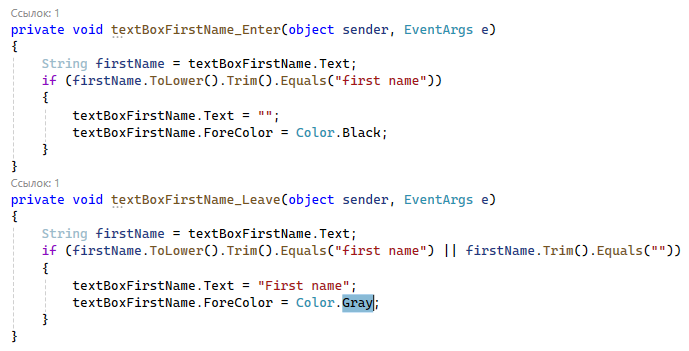 Ссылок: 1
private void textBoxFirstName_Enter(object sender, EventArgs e)
{
    String firstName = textBoxFirstName.Text;
    if (firstName.ToLower().Trim().Equals("first name"))
    {
        textBoxFirstName.Text = "";
        textBoxFirstName.ForeColor = Color.Black;
    }
}
Ссылок: 1
private void textBoxFirstName_Leave(object sender, EventArgs e)
{
    String firstName = textBoxFirstName.Text;
    if (firstName.ToLower().Trim().Equals("first name") || firstName.Trim().Equals(""))
    {
        textBoxFirstName.Text = "First name";
        textBoxFirstName.ForeColor = Color.Gray;
    }
}